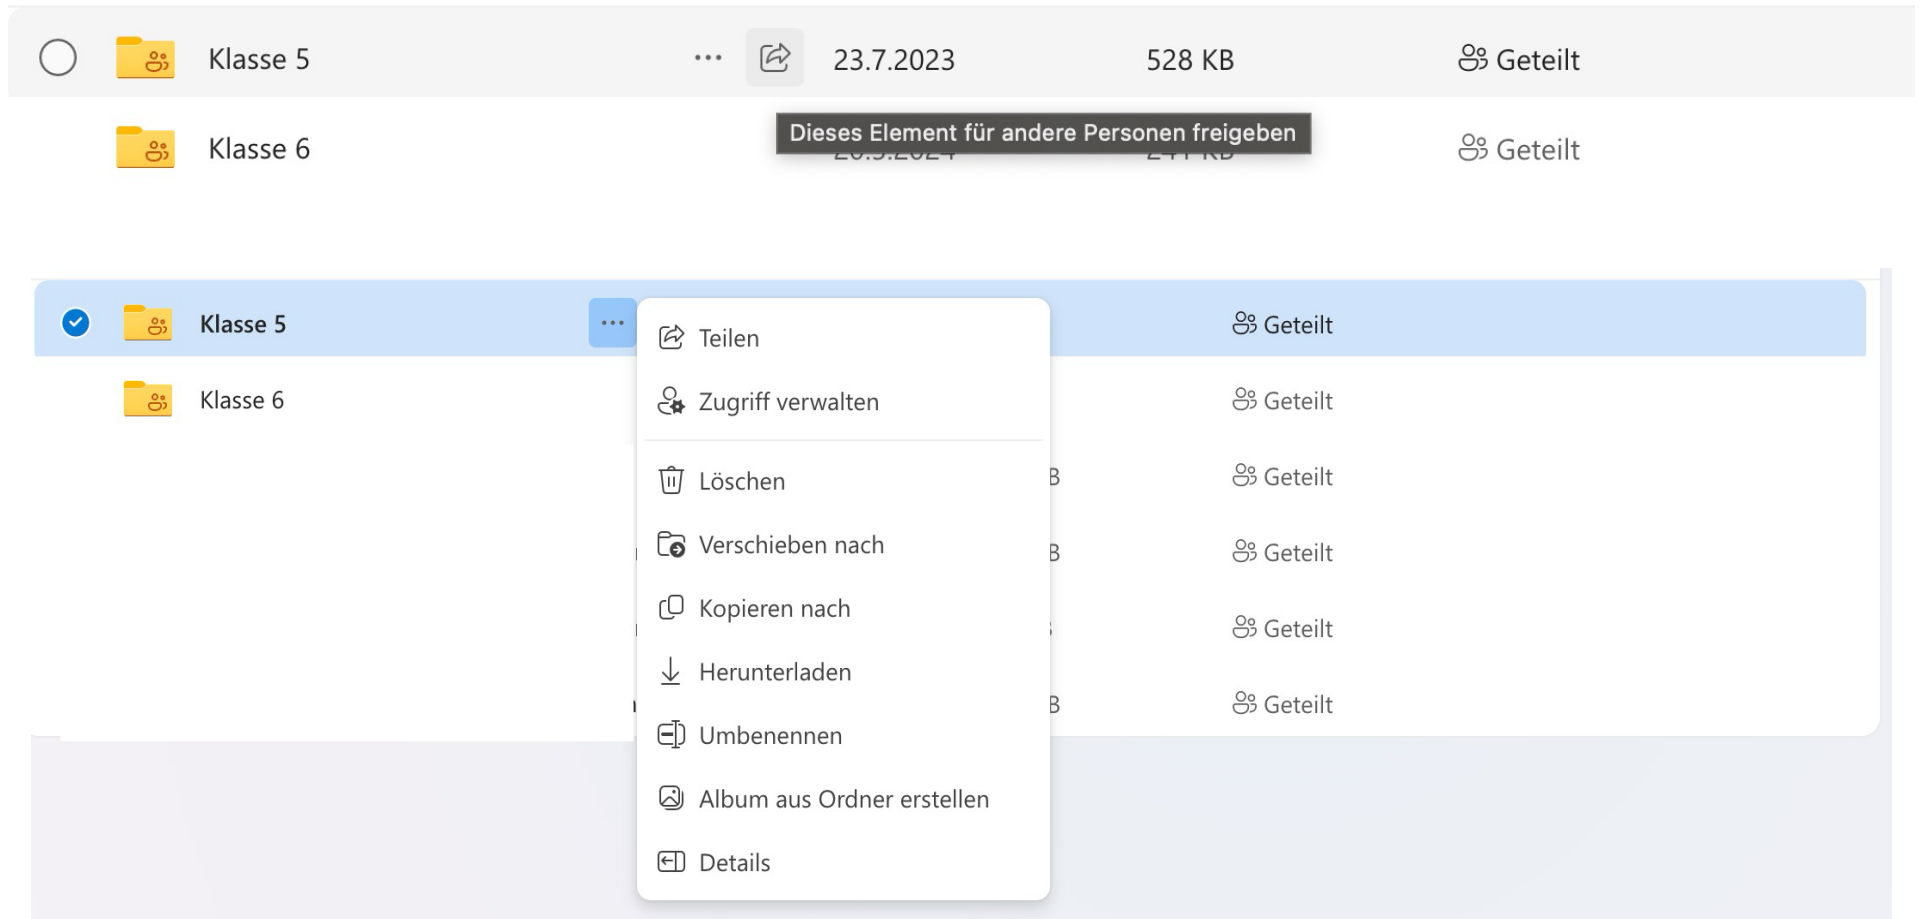 Klasse 5 ... 23.7.2023 528 KB Geteilt
Dieses Element für andere Personen freigeben
Klasse 6 Geteilt
Klasse 5 ... Geteilt
Teilen
Klasse 6 Zugriff verwalten Geteilt
Löschen B Geteilt
Verschieben nach B Geteilt
Kopieren nach Geteilt
Herunterladen
B Geteilt
Umbenennen
Album aus Ordner erstellen
Details